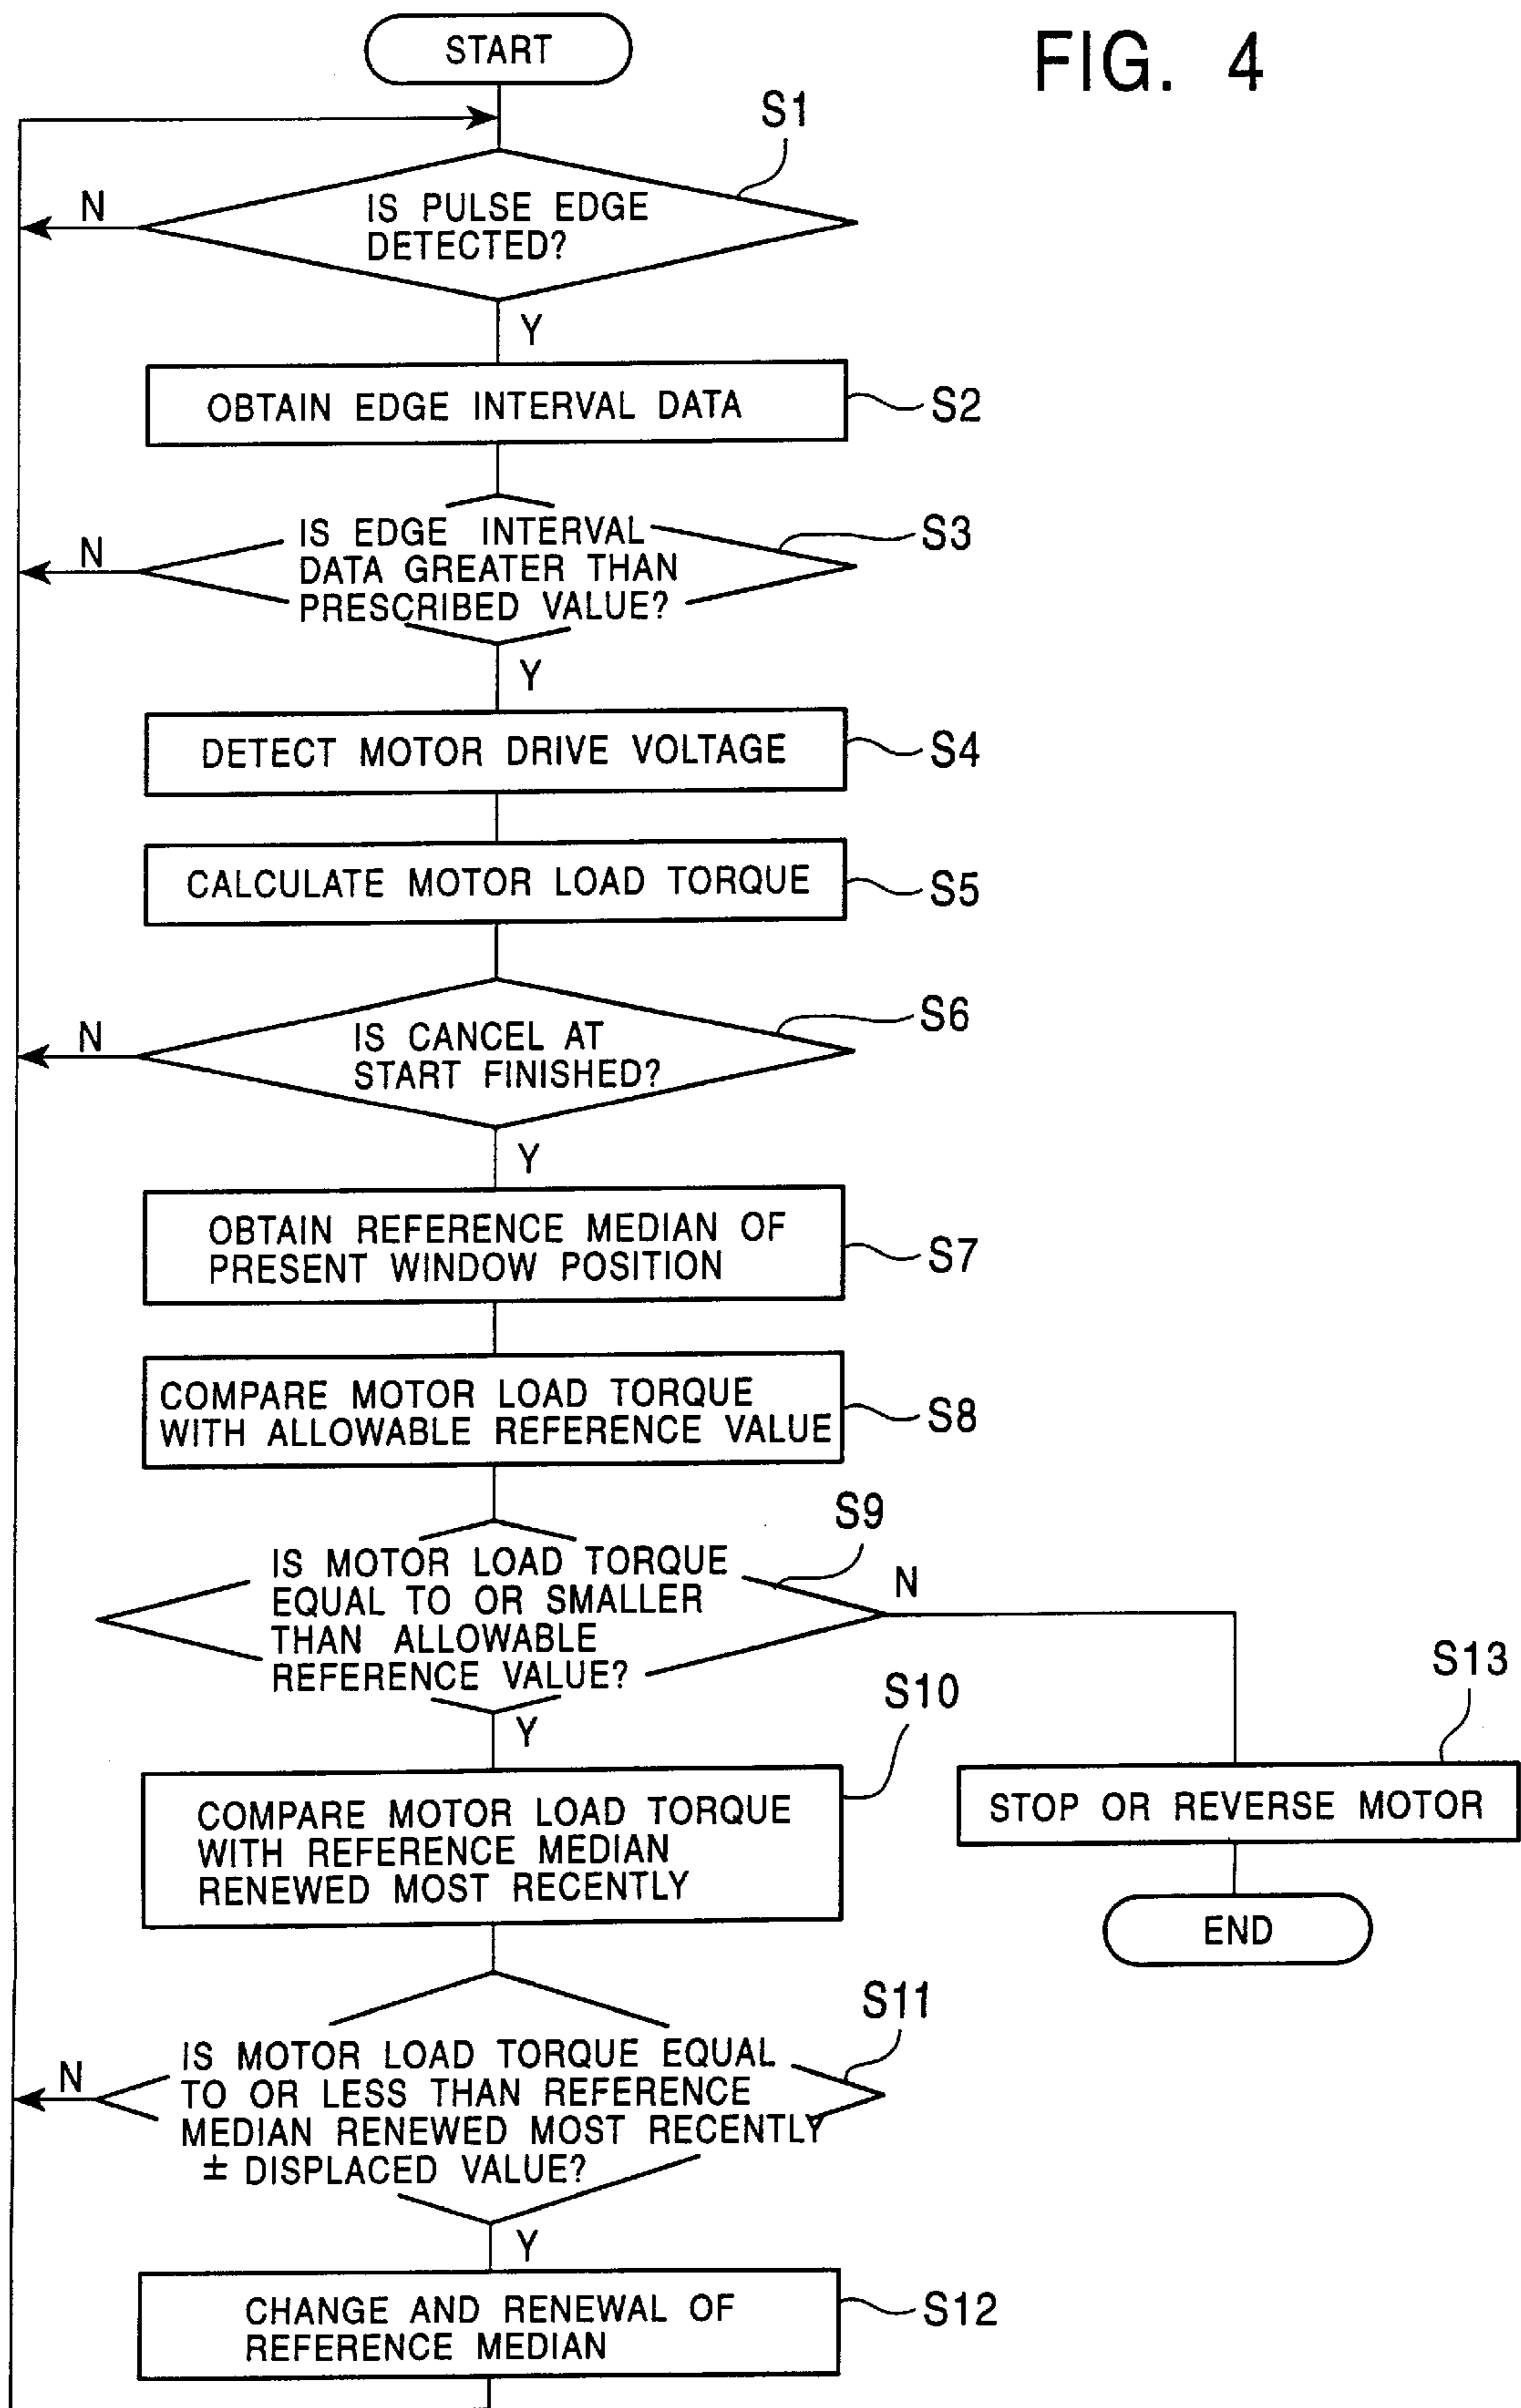 START
FIG. 4
S1
IS PULSE EDGE
DETECTED?
N
Y
OBTAIN EDGE INTERVAL DATA
S2
IS EDGE INTERVAL
DATA GREATER THAN
PRESCRIBED VALUE?
S3
N
Y
DETECT MOTOR DRIVE VOLTAGE
S4
CALCULATE MOTOR LOAD TORQUE
S5
IS CANCEL AT
START FINISHED?
S6
N
Y
OBTAIN REFERENCE MEDIAN OF
PRESENT WINDOW POSITION
S7
COMPARE MOTOR LOAD TORQUE
WITH ALLOWABLE REFERENCE VALUE
S8
S9
IS MOTOR LOAD TORQUE
EQUAL TO OR SMALLER
THAN ALLOWABLE
REFERENCE VALUE?
N
Y
S10
S13
COMPARE MOTOR LOAD TORQUE
WITH REFERENCE MEDIAN
RENEWED MOST RECENTLY
STOP OR REVERSE MOTOR
END
S11
IS MOTOR LOAD TORQUE EQUAL
TO OR LESS THAN REFERENCE
MEDIAN RENEWED MOST RECENTLY
± DISPLACED VALUE?
N
Y
CHANGE AND RENEWAL OF
REFERENCE MEDIAN
S12